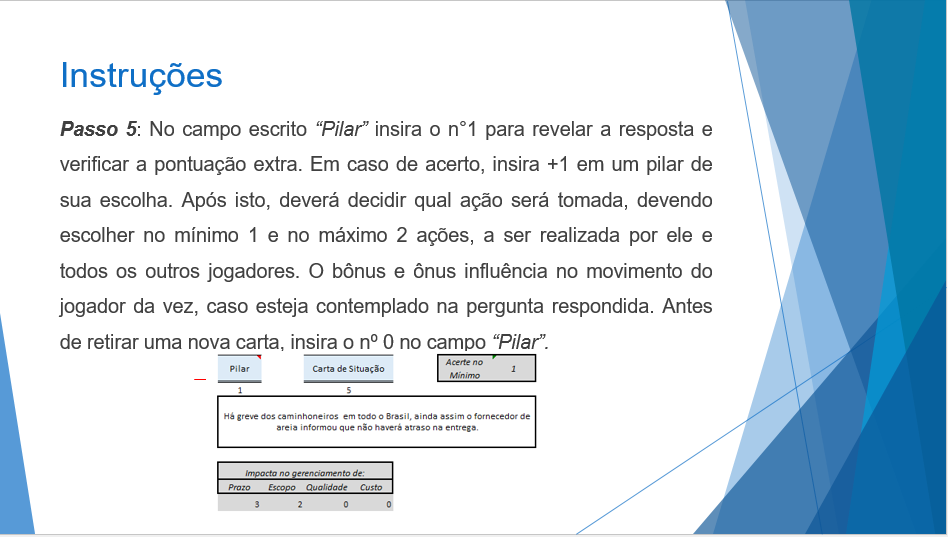 Instruções
Passo 5: No campo escrito “Pilar” insira o n°1 para revelar a resposta e
verificar a pontuação extra. Em caso de acerto, insira +1 em um pilar de
sua escolha. Após isto, deverá decidir qual ação será tomada, devendo
escolher no mínimo 1 e no máximo 2 ações, a ser realizada por ele e
todos os outros jogadores. O bônus e ônus influência no movimento do
jogador da vez, caso esteja contemplado na pergunta respondida. Antes
de retirar uma nova carta, insira o nº 0 no campo “Pilar”.
Pilar Carta de Situação Acerte no Mínimo 1
1 5
Há greve dos caminhoneiros em todo o Brasil, ainda assim o fornecedor de
areia informou que não haverá atraso na entrega.
Impacta no gerenciamento de:
Prazo Escopo Qualidade Custo
3 2 0 0